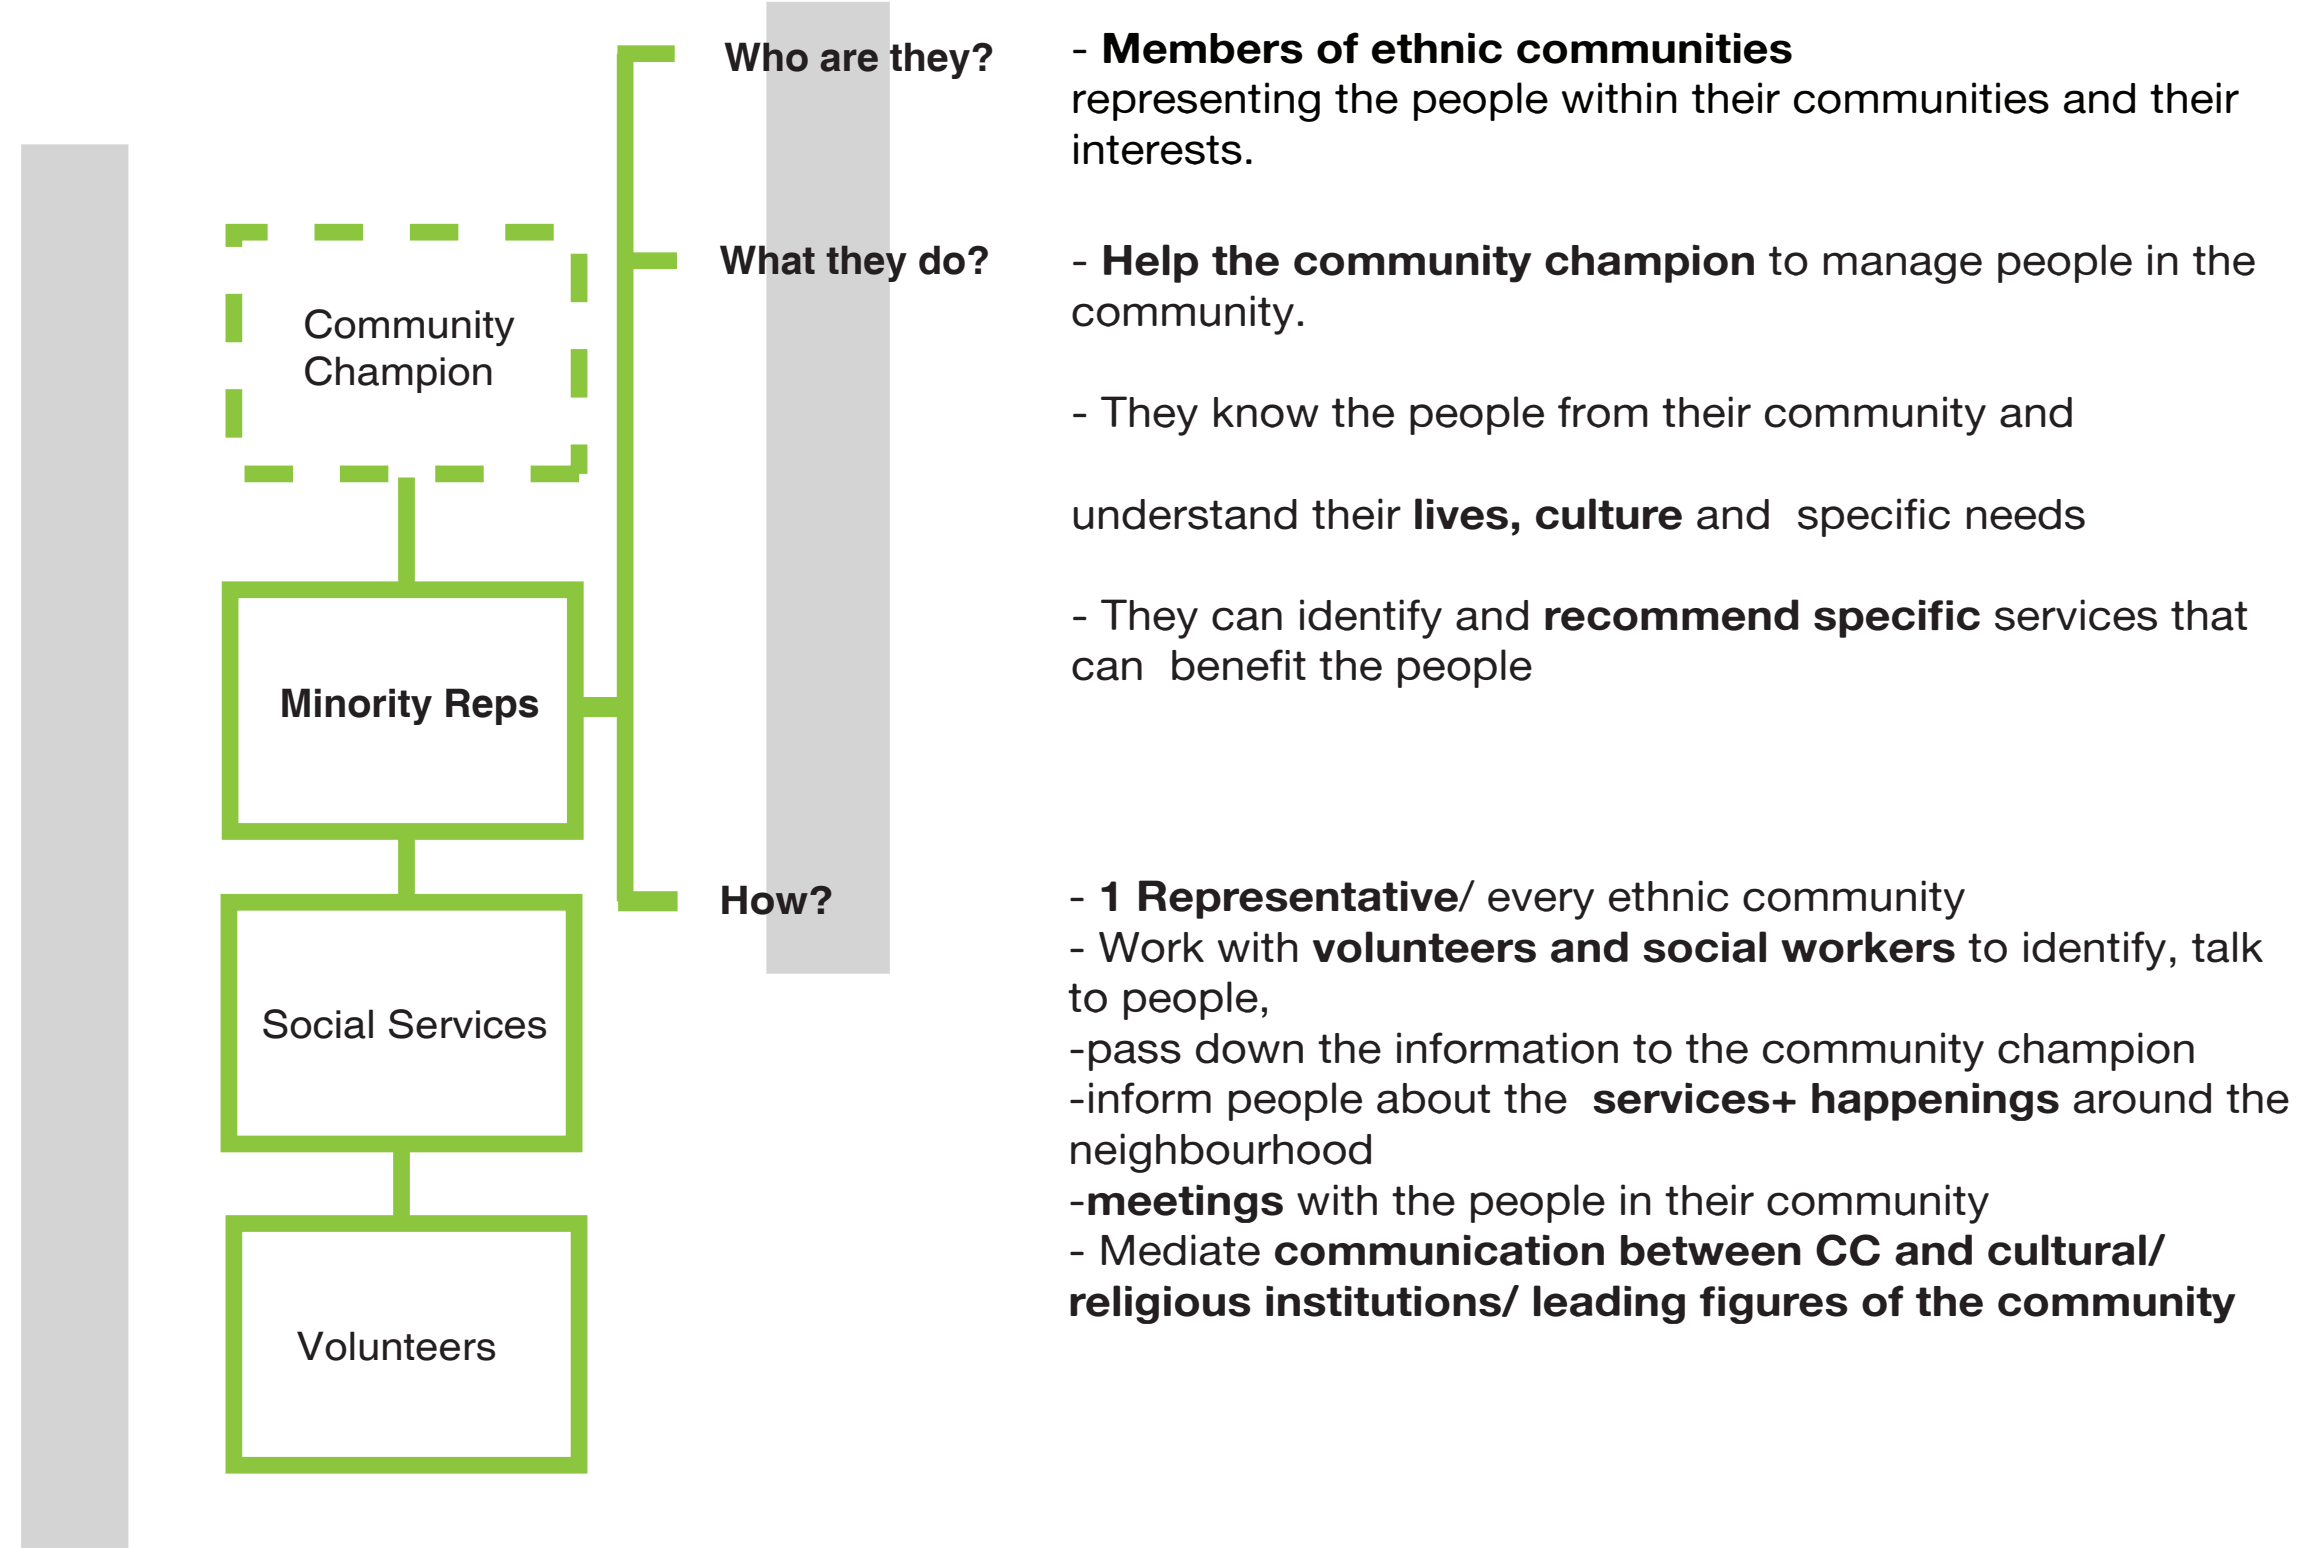 Community
Champion
Minority Reps
Social Services
Volunteers
Who are they?
- Members of ethnic communities
representing the people within their communities and their
interests.
What they do?
- Help the community champion to manage people in the
community.
- They know the people from their community and
understand their lives, culture and  specific needs
- They can identify and recommend specific services that
can  benefit the people
How?
- 1 Representative/ every ethnic community
- Work with volunteers and social workers to identify, talk
to people,
-pass down the information to the community champion
-inform people about the  services+ happenings around the
neighbourhood
-meetings with the people in their community
- Mediate communication between CC and cultural/
religious institutions/ leading figures of the community